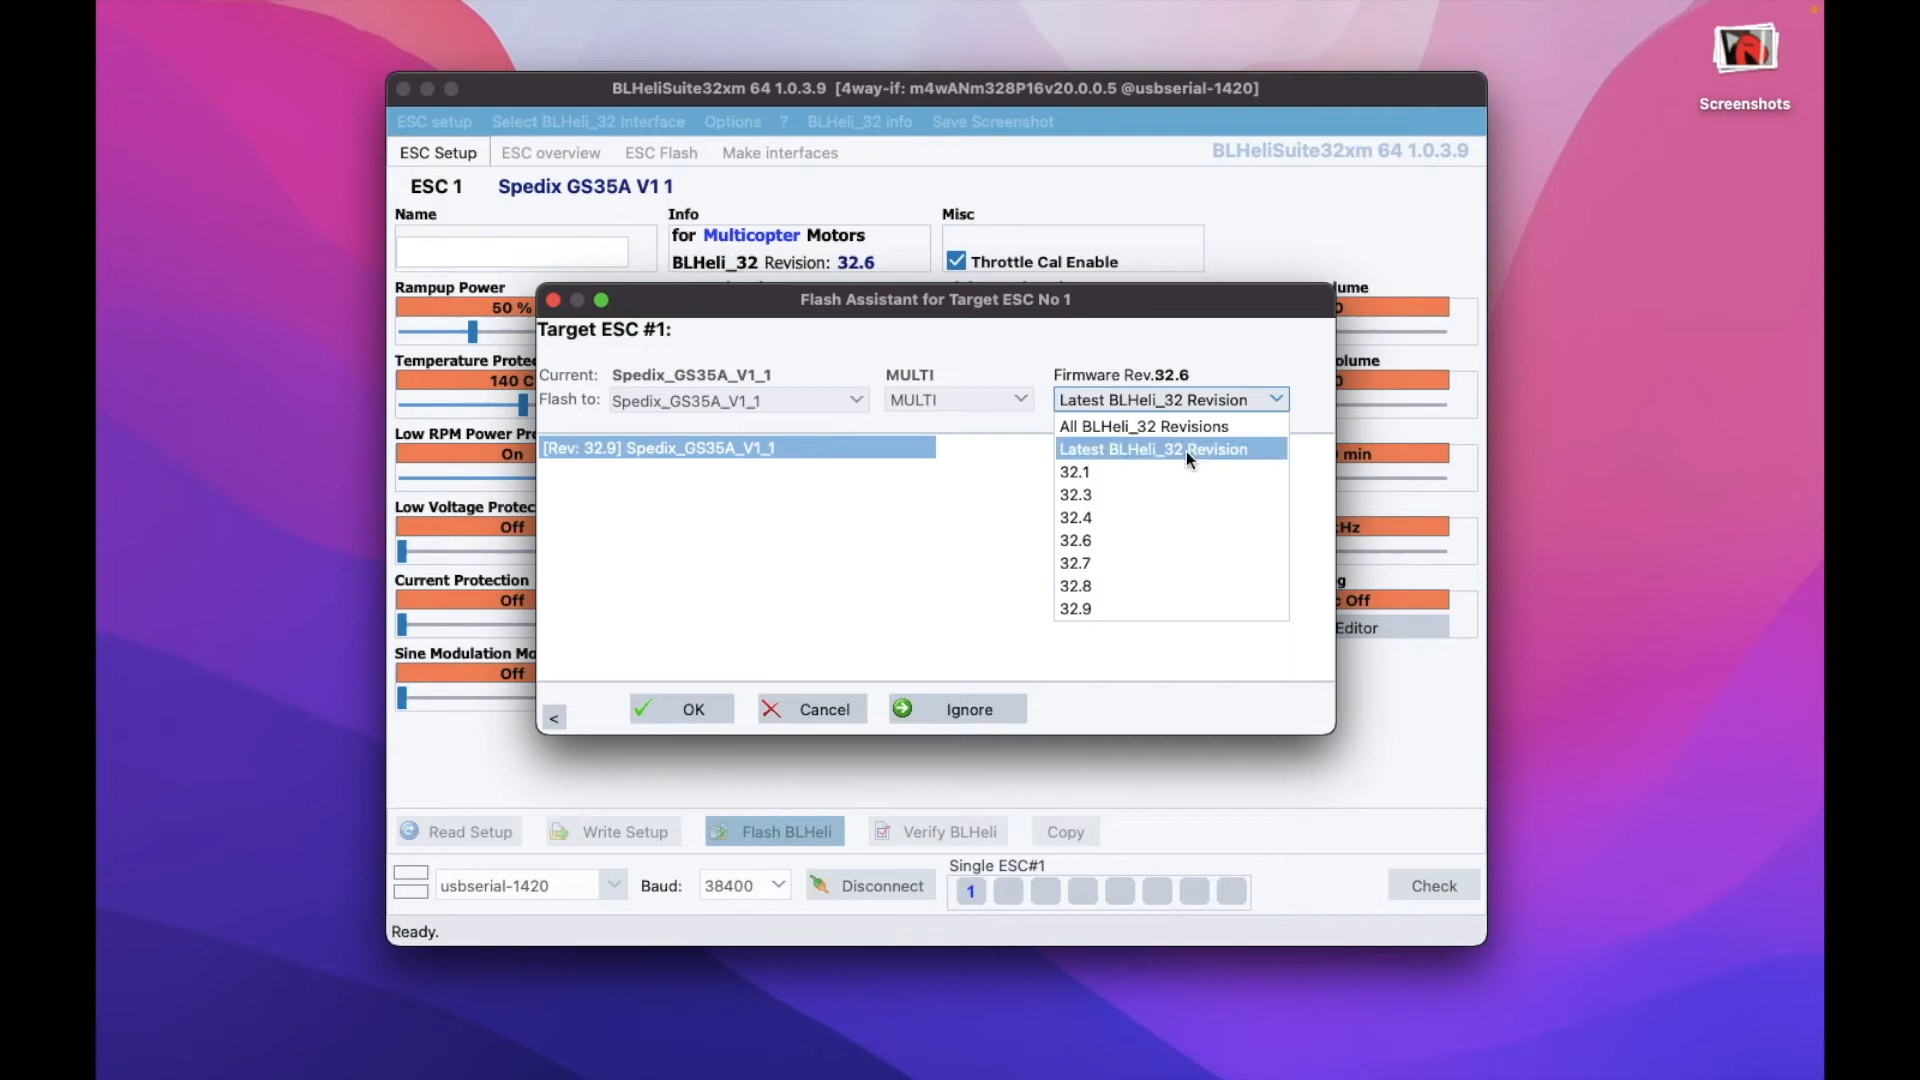 Screenshots
BLHeliSuite32xm 64 1.0.3.9 [4way-if: m4wANm328P16v20.0.0.5 @usbserial-1420]
ESC setup Select BLHeli_32 Interface Options ? BLHeli_32 info Save Screenshot
ESC Setup ESC overview ESC Flash Make interfaces BLHeliSuite32xm 64 1.0.3.9
ESC 1 Spedix GS35A V1 1
Name Info Misc
for Multicopter Motors
BLHeli_32 Revision: 32.6 Throttle Cal Enable
Rampup Power
50 %
Temperature Prote
140 C
Low RPM Power Pr
On
Low Voltage Protec
Off
Current Protection
Off
Sine Modulation Mo
Off
Flash Assistant for Target ESC No 1
Target ESC #1:
Current: Spedix_GS35A_V1_1 MULTI Firmware Rev.32.6
Flash to: Spedix_GS35A_V1_1 MULTI Latest BLHeli_32 Revision
All BLHeli_32 Revisions
[Rev: 32.9] Spedix_GS35A_V1_1 Latest BLHeli_32 Revision
32.1
32.3
32.4
32.6
32.7
32.8
32.9
< OK Cancel Ignore
lume
0
olume
0
min
Hz
g
c Off
Editor
Read Setup Write Setup Flash BLHeli Verify BLHeli Copy
Single ESC#1
usbserial-1420 Baud: 38400 Disconnect 1 Check
Ready.